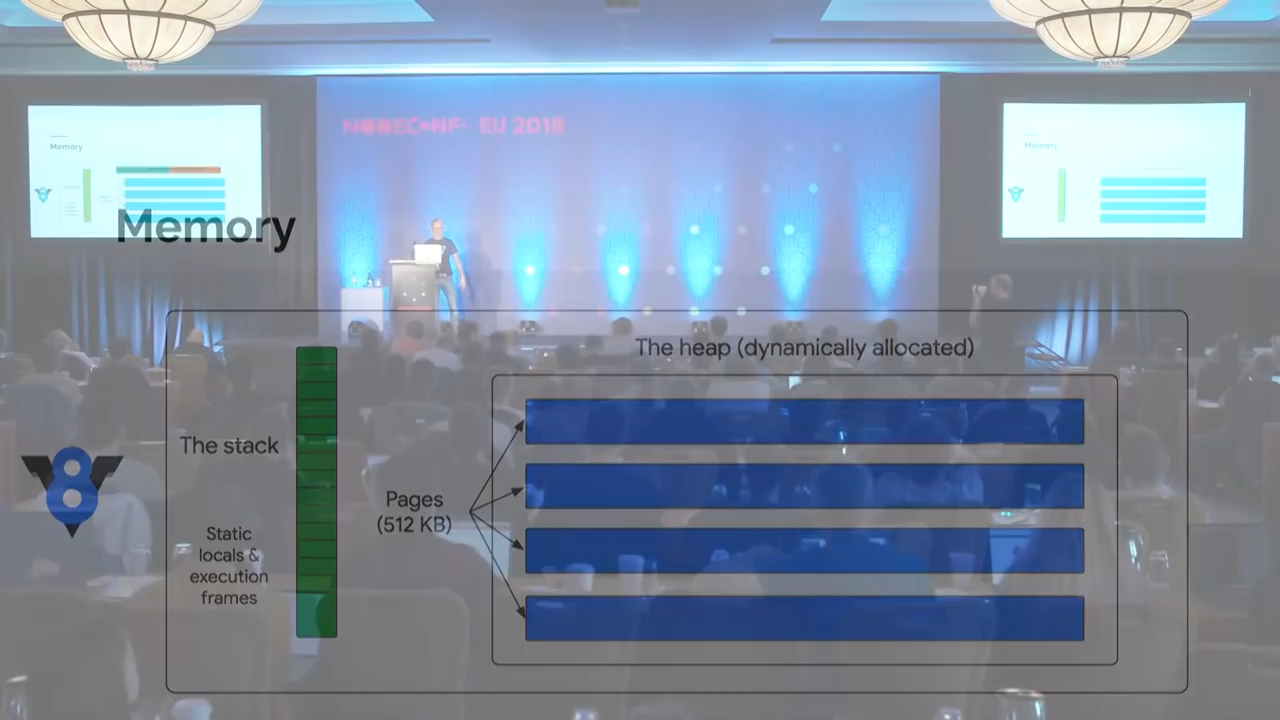 NODECONF EU 2018
Memory
Memory
Memory
The heap (dynamically allocated)
The stack
Pages
(512 KB)
Static
locals &
execution
frames
8